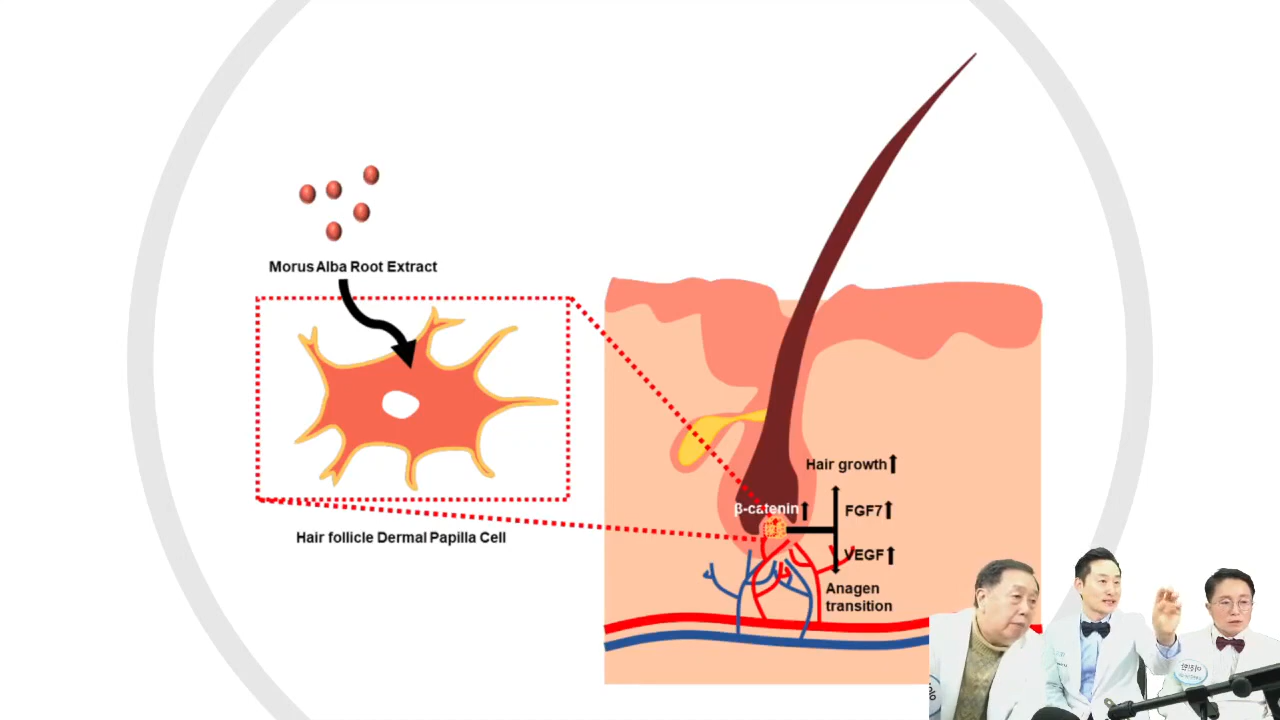 Morus Alba Root Extract
Hair follicle Dermal Papilla Cell
Hair growth
β-catenin
FGF7
VEGF
Anagen
transition